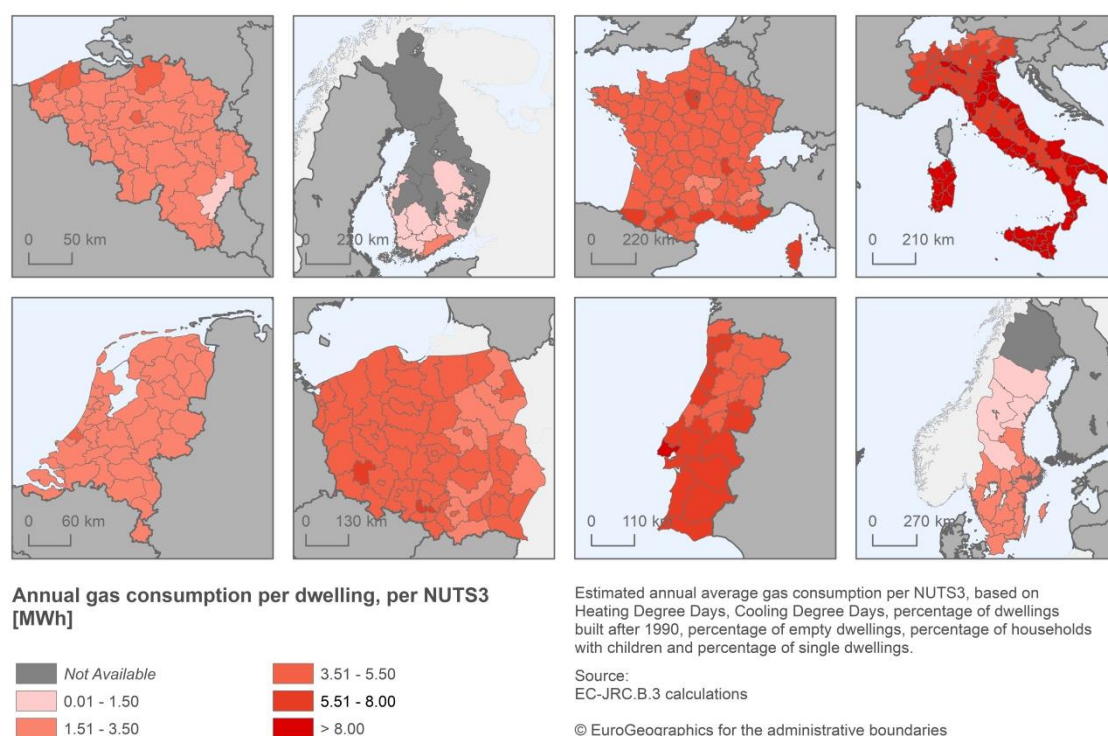 0 50 km
0 220 km
0 220 km
0 210 km
0 60 km
0 130 km
0 110 km
0 270 km
Annual gas consumption per dwelling, per NUTS3
[MWh]
Not Available
0.01 - 1.50
1.51 - 3.50
3.51 - 5.50
5.51 - 8.00
> 8.00
Estimated annual average gas consumption per NUTS3, based on
Heating Degree Days, Cooling Degree Days, percentage of dwellings
built after 1990, percentage of empty dwellings, percentage of households
with children and percentage of single dwellings.
Source:
EC-JRC.B.3 calculations
© EuroGeographics for the administrative boundaries